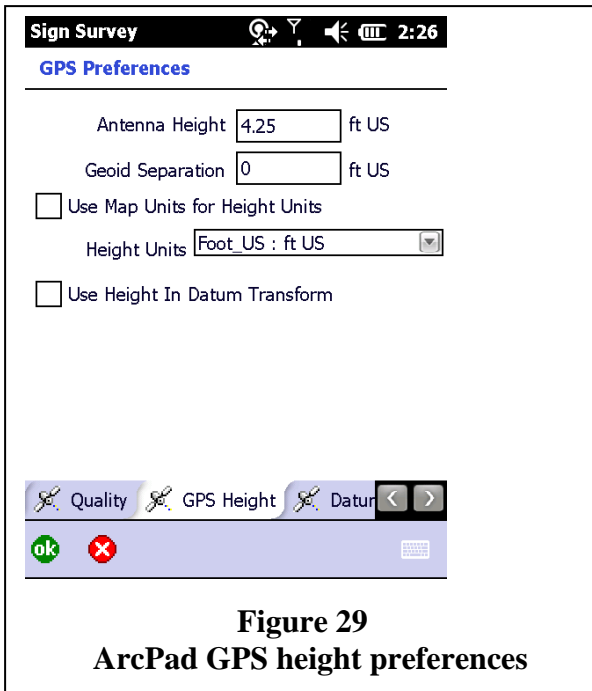 Sign Survey 2:26
GPS Preferences
Antenna Height 4.25 ft US
Geoid Separation 0 ft US
Use Map Units for Height Units
Height Units Foot_US : ft US
Use Height In Datum Transform
Quality GPS Height Datur
ok
Figure 29
ArcPad GPS height preferences